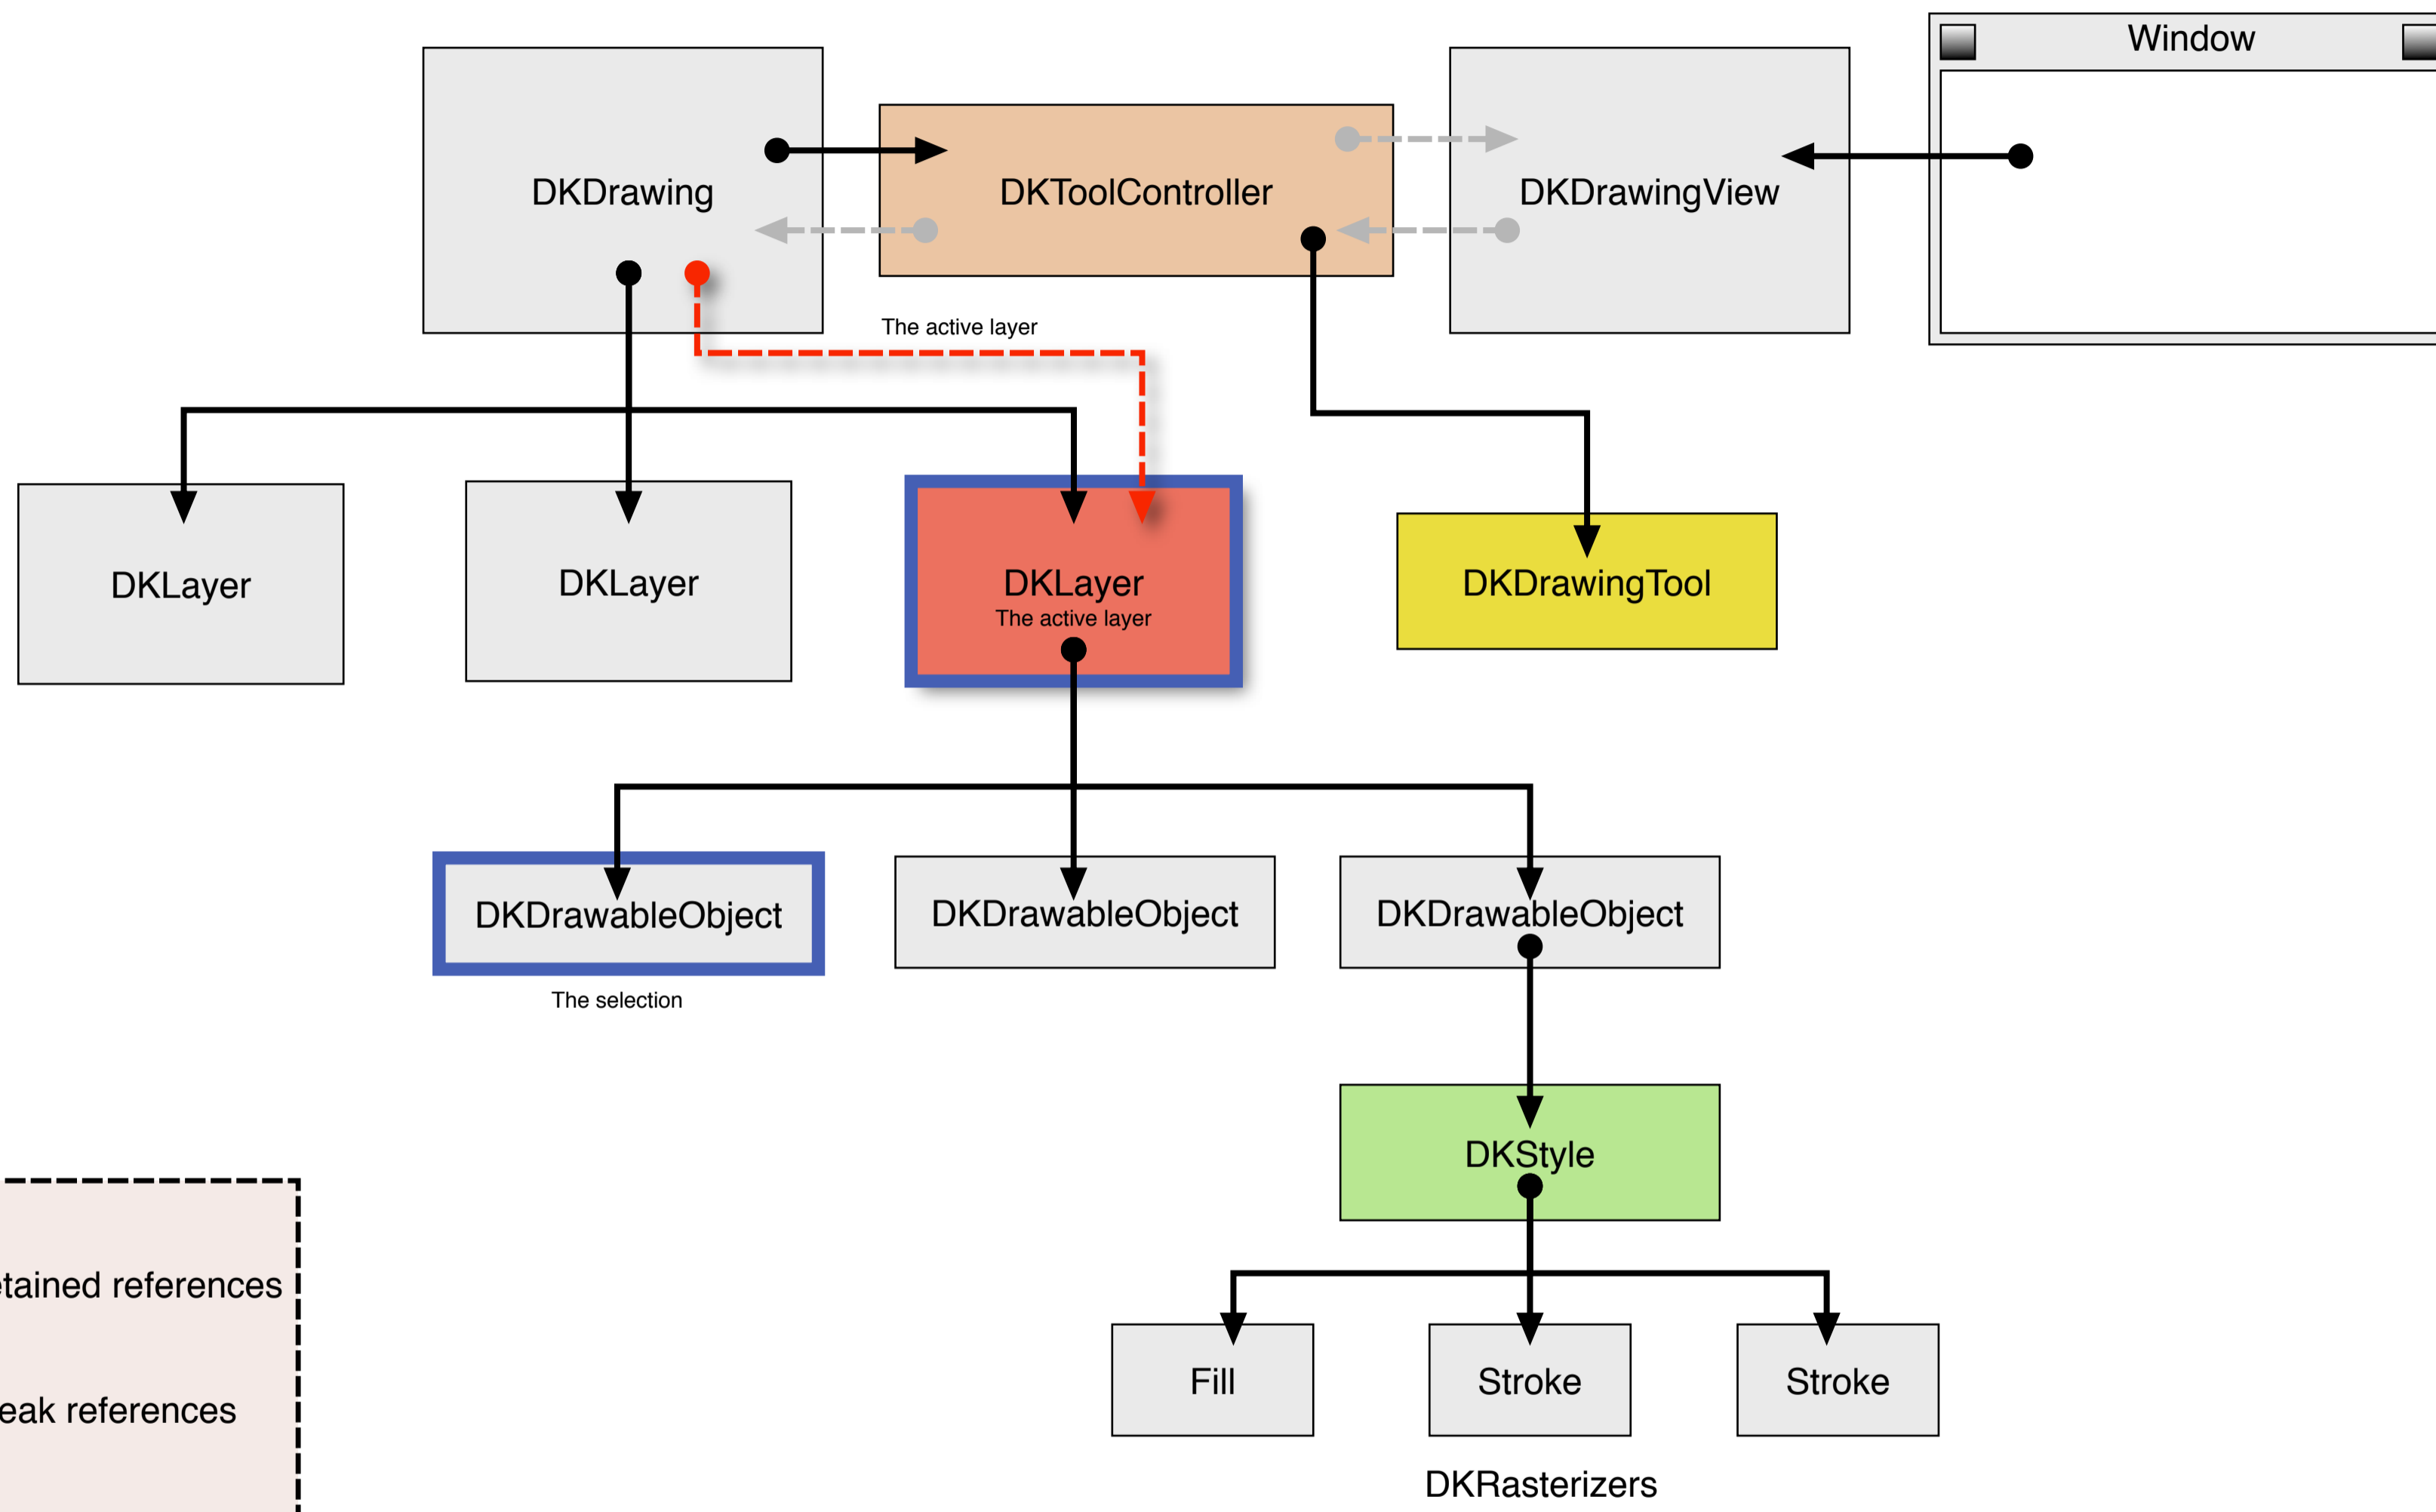 Window
DKDrawing
DKToolController
DKDrawingView
The active layer
DKLayer
DKLayer
DKLayer
The active layer
DKDrawingTool
DKDrawableObject
DKDrawableObject
DKDrawableObject
The selection
DKStyle
etained references
eak references
Fill
Stroke
Stroke
DKRasterizers